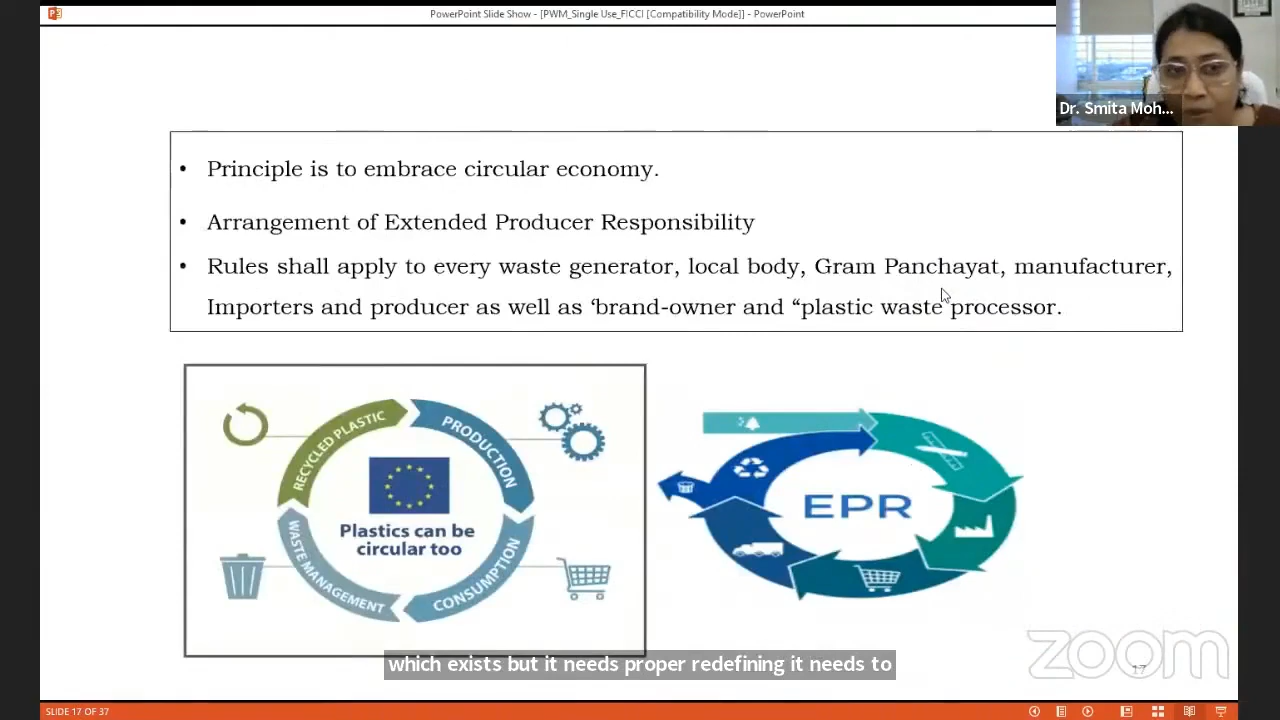 PowerPoint Slide Show - [PWM_Single Use_FICCI [Compatibility Mode]] - PowerPoint
Dr. Smita Moh...
• Principle is to embrace circular economy.
• Arrangement of Extended Producer Responsibility
• Rules shall apply to every waste generator, local body, Gram Panchayat, manufacturer,
Importers and producer as well as ‘brand-owner and “plastic waste processor.
RECYCLED PLASTIC
PRODUCTION
Plastics can be
circular too
WASTE MANAGEMENT
CONSUMPTION
EPR
which exists but it needs proper redefining it needs to
zoom
17
SLIDE 17 OF 37